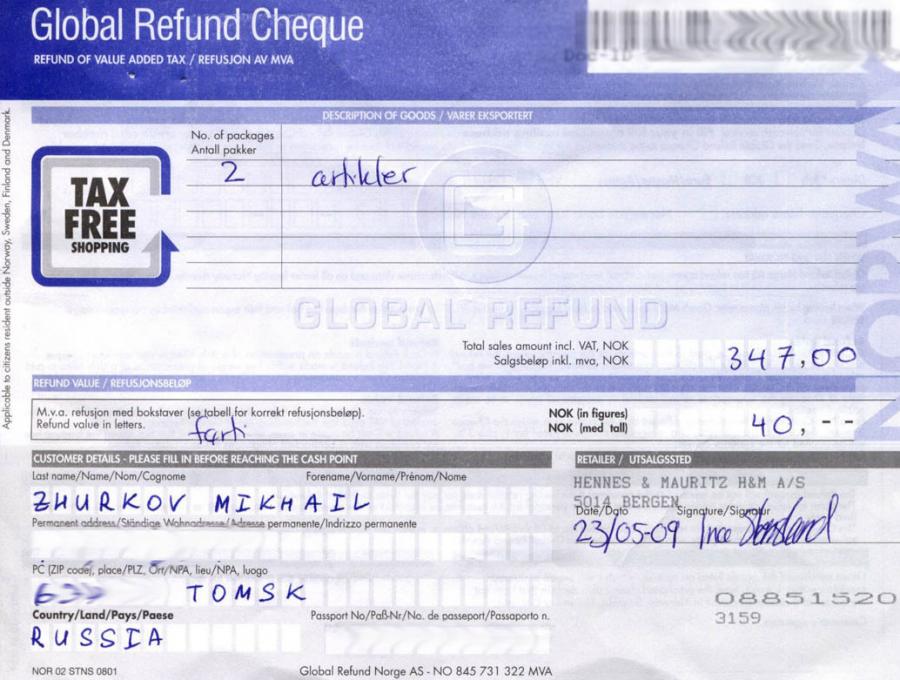 Global Refund Cheque
REFUND OF VALUE ADDED TAX / REFUSJON AV MVA
Doc-ID
DESCRIPTION OF GOODS / VARER EKSPORTERT
No. of packages
Antall pakker
2 artikler
TAX
FREE
SHOPPING
Applicable to citizens resident outside Norway, Sweden, Finland and Denmark.
NORWAY
GLOBAL REFUND
Total sales amount incl. VAT, NOK
Salgsbeløp inkl. mva, NOK
347,00
REFUND VALUE / REFUSJONSBELØP
M.v.a. refusjon med bokstaver (se tabell for korrekt refusjonsbeløp).
Refund value in letters.
førti
NOK (in figures)
NOK (med tall)
40,--
CUSTOMER DETAILS - PLEASE FILL IN BEFORE REACHING THE CASH POINT
Last name/Name/Nom/Cognome Forename/Vorname/Prénom/Nome
ZHURKOV MIKHAIL
Permanent address/Ständige Wohnadresse/Adresse permanente/Indrizzo permanente
PC (ZIP code), place/PLZ, Ort/NPA, lieu/NPA, luogo
TOMSK
Country/Land/Pays/Paese Passport No/Paß-Nr/No. de passeport/Passaporto n.
RUSSIA
RETAILER / UTSALGSSTED
HENNES & MAURITZ H&M A/S
5014 BERGEN
Date/Dato Signature/Signatur
23/05-09
08851520
3159
NOR 02 STNS 0801
Global Refund Norge AS - NO 845 731 322 MVA